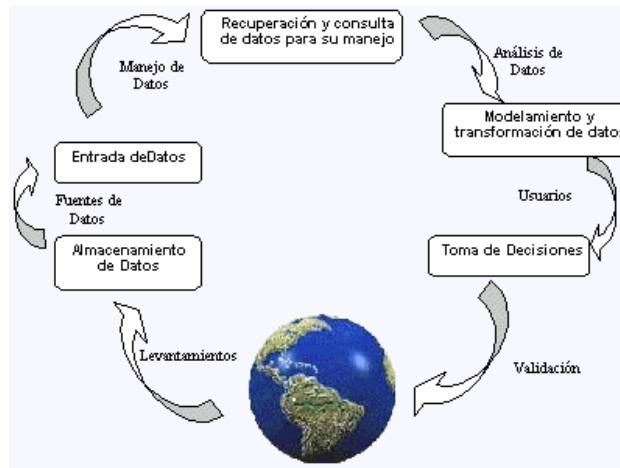 Recuperación y consulta
de datos para su manejo
Manejo de
Datos
Análisis de
Datos
Modelamiento y
transformación de datos
Entrada deDatos
Usuarios
Fuentes de
Datos
Almacenamiento
de Datos
Toma de Decisiones
Levantamientos
Validación